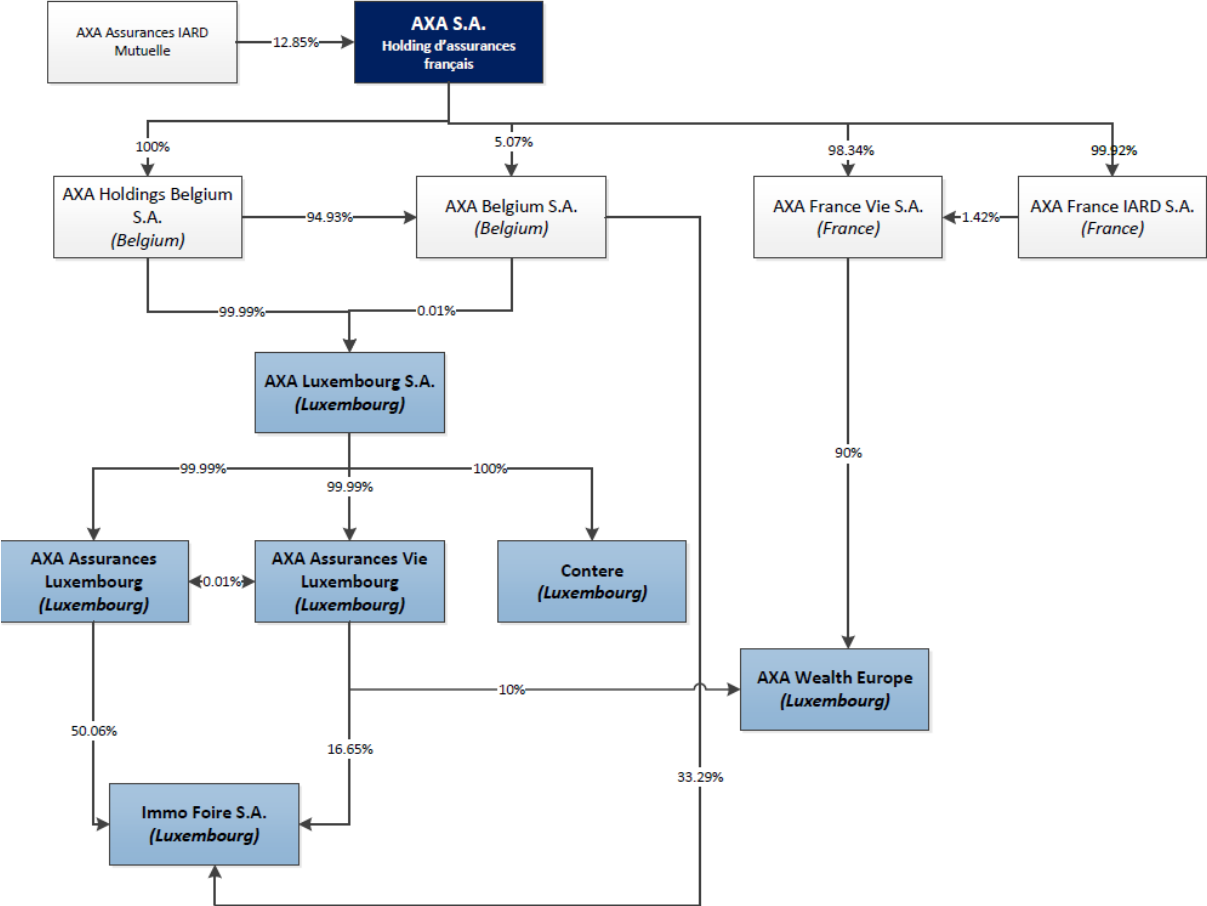 AXA Assurances IARD
Mutuelle
12.85%
AXA S.A.
Holding d'assurances
français
100%
5.07%
98.34%
99.92%
AXA Holdings Belgium
S.A.
(Belgium)
94.93%
AXA Belgium S.A.
(Belgium)
AXA France Vie S.A.
(France)
1.42%
AXA France IARD S.A.
(France)
99.99%
0.01%
AXA Luxembourg S.A.
(Luxembourg)
99.99%
99.99%
100%
90%
AXA Assurances
Luxembourg
(Luxembourg)
0.01%
AXA Assurances Vie
Luxembourg
(Luxembourg)
Contere
(Luxembourg)
AXA Wealth Europe
(Luxembourg)
10%
50.06%
16.65%
33.29%
Immo Foire S.A.
(Luxembourg)